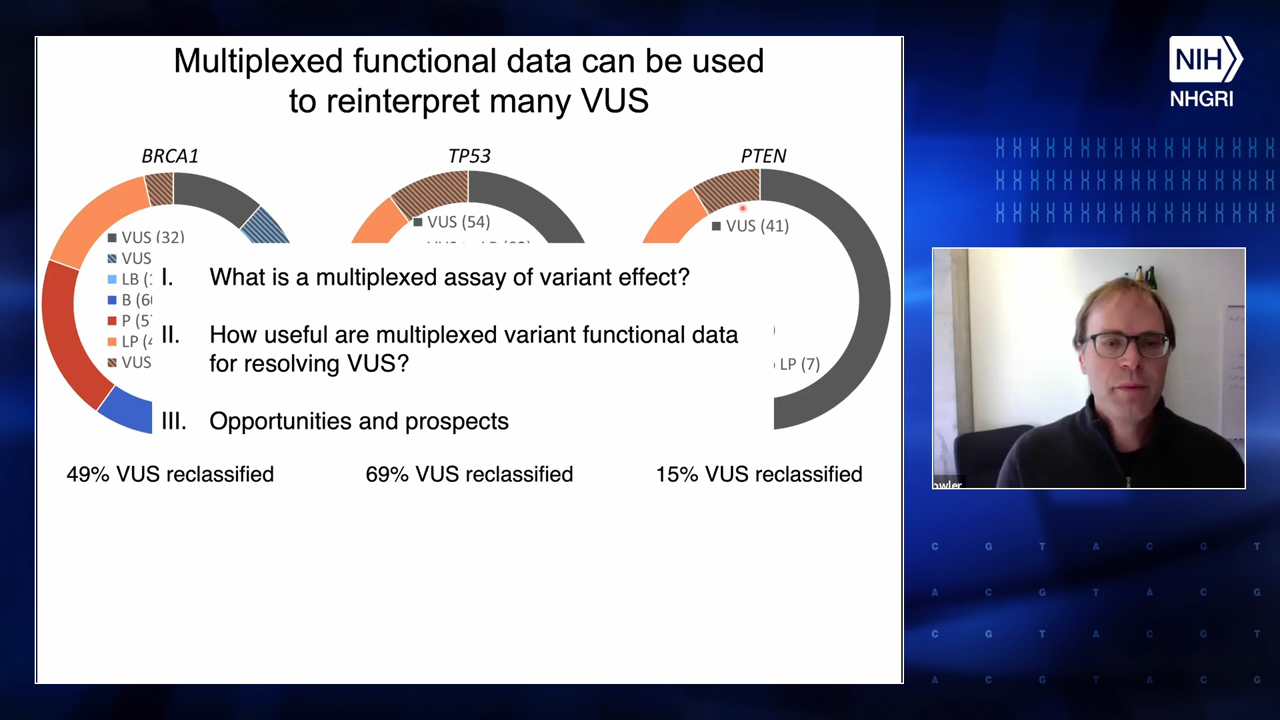 Multiplexed functional data can be used
to reinterpret many VUS
BRCA1
TP53
PTEN
VUS (32)
VUS
LB (
B (6
P (5
LP (
VUS
VUS (54)
VUS (41)
LP (7)
I. What is a multiplexed assay of variant effect?
II. How useful are multiplexed variant functional data
for resolving VUS?
III. Opportunities and prospects
49% VUS reclassified
69% VUS reclassified
15% VUS reclassified
NIH
NHGRI
owler
C G T A C G T
A C G T A C G
C G T A C G T
A C G T A C G